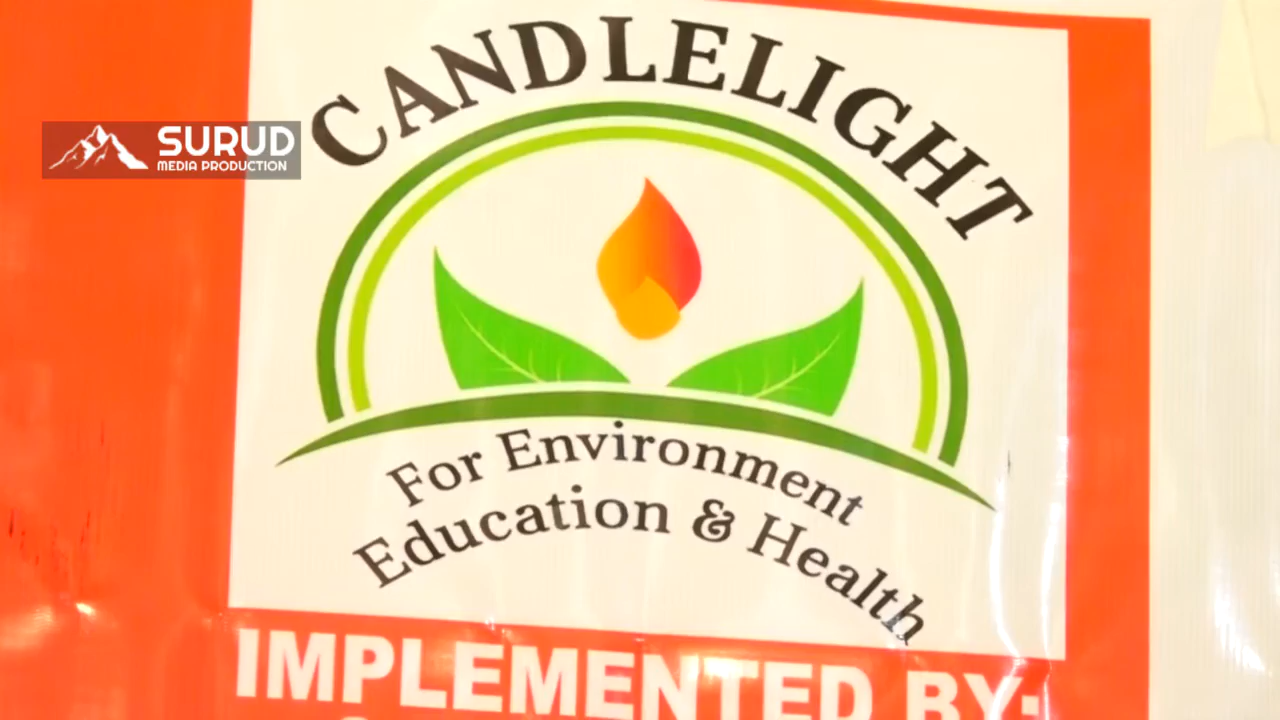 CANDLELIGHT
SURUD
MEDIA PRODUCTION
For Environment
Education & Health
IMPLEMENTED BY: